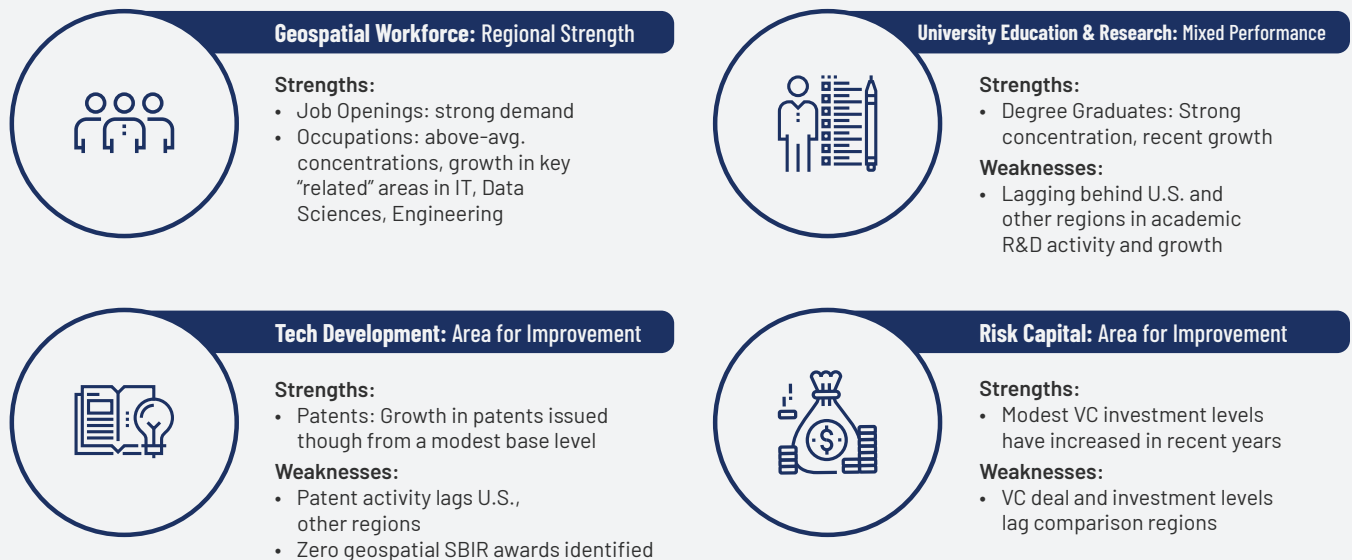 Geospatial Workforce: Regional Strength
Strengths:
• Job Openings: strong demand
• Occupations: above-avg.
concentrations, growth in key
“related” areas in IT, Data
Sciences, Engineering
University Education & Research: Mixed Performance
Strengths:
• Degree Graduates: Strong
concentration, recent growth
Weaknesses:
• Lagging behind U.S. and
other regions in academic
R&D activity and growth
Tech Development: Area for Improvement
Strengths:
• Patents: Growth in patents issued
though from a modest base level
Weaknesses:
• Patent activity lags U.S.,
other regions
• Zero geospatial SBIR awards identified
Risk Capital: Area for Improvement
Strengths:
• Modest VC investment levels
have increased in recent years
Weaknesses:
• VC deal and investment levels
lag comparison regions
$